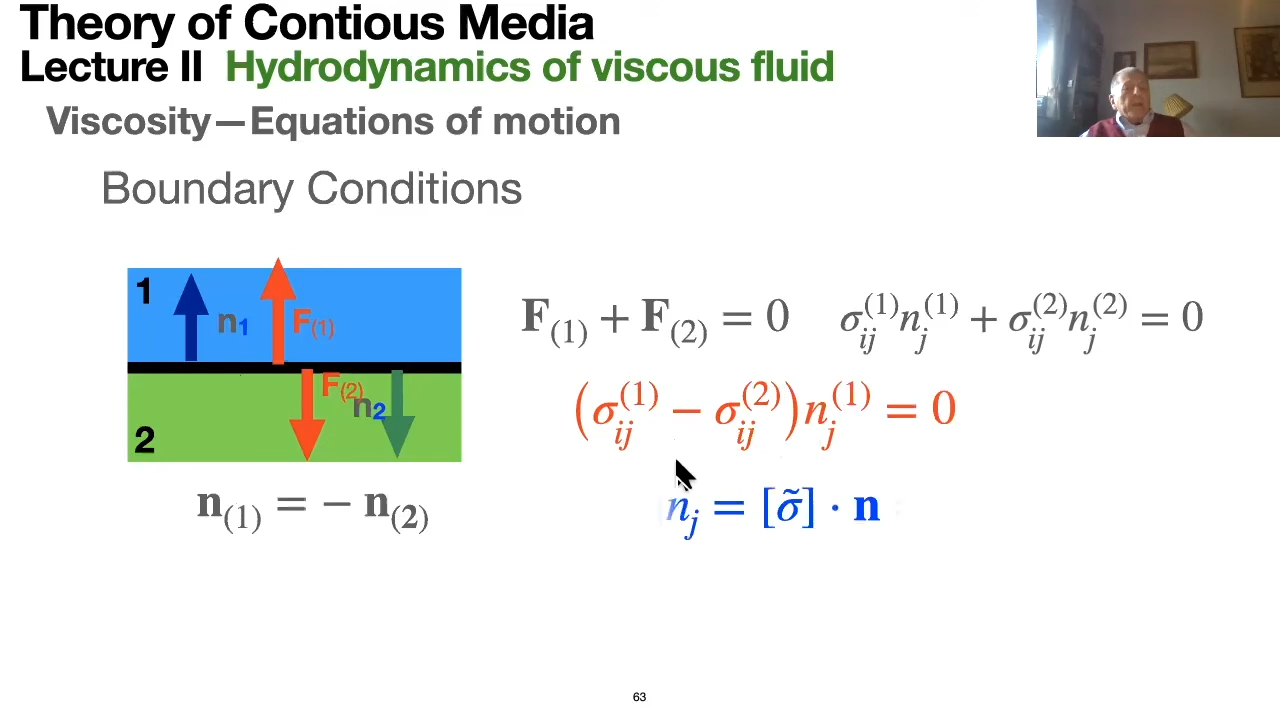 Theory of Contious Media
Lecture II Hydrodynamics of viscous fluid
Viscosity—Equations of motion
Boundary Conditions
1
n1
F(1)
F(2)
n2
2
n(1) = − n(2)
F(1) + F(2) = 0 σij(1)nj(1) + σij(2)nj(2) = 0
(σij(1) − σij(2))nj(1) = 0
nj = [σ̃] · n
63